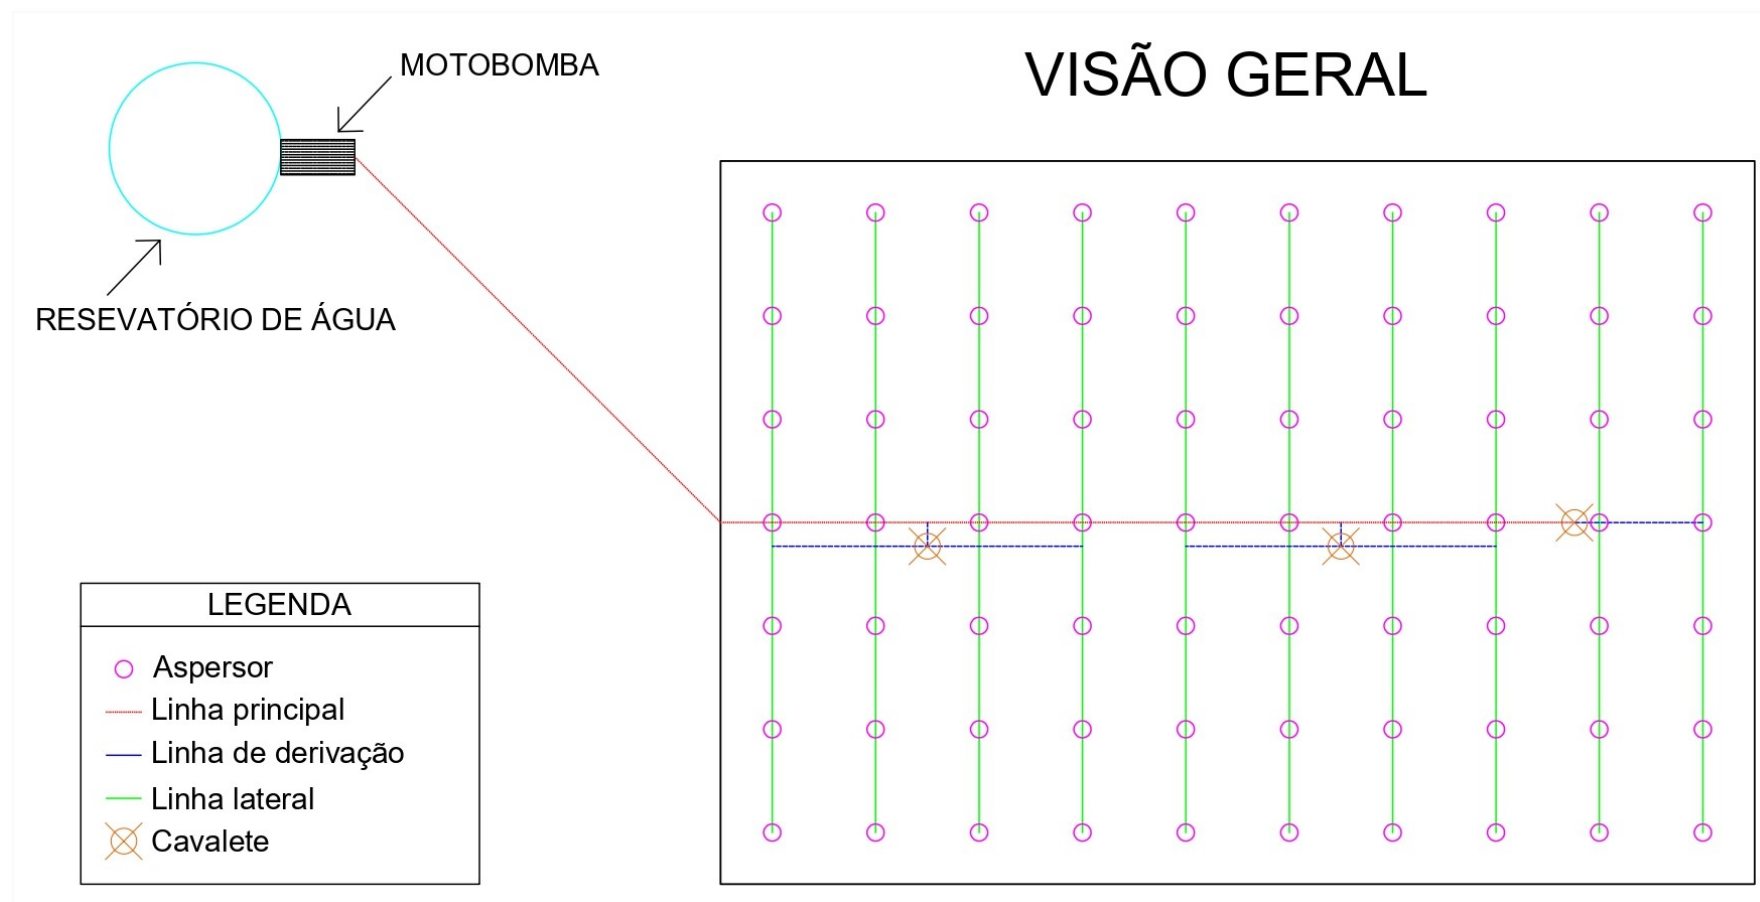 MOTOBOMBA
VISÃO GERAL
RESEVATÓRIO DE ÁGUA
LEGENDA
Aspersor
Linha principal
Linha de derivação
Linha lateral
Cavalete